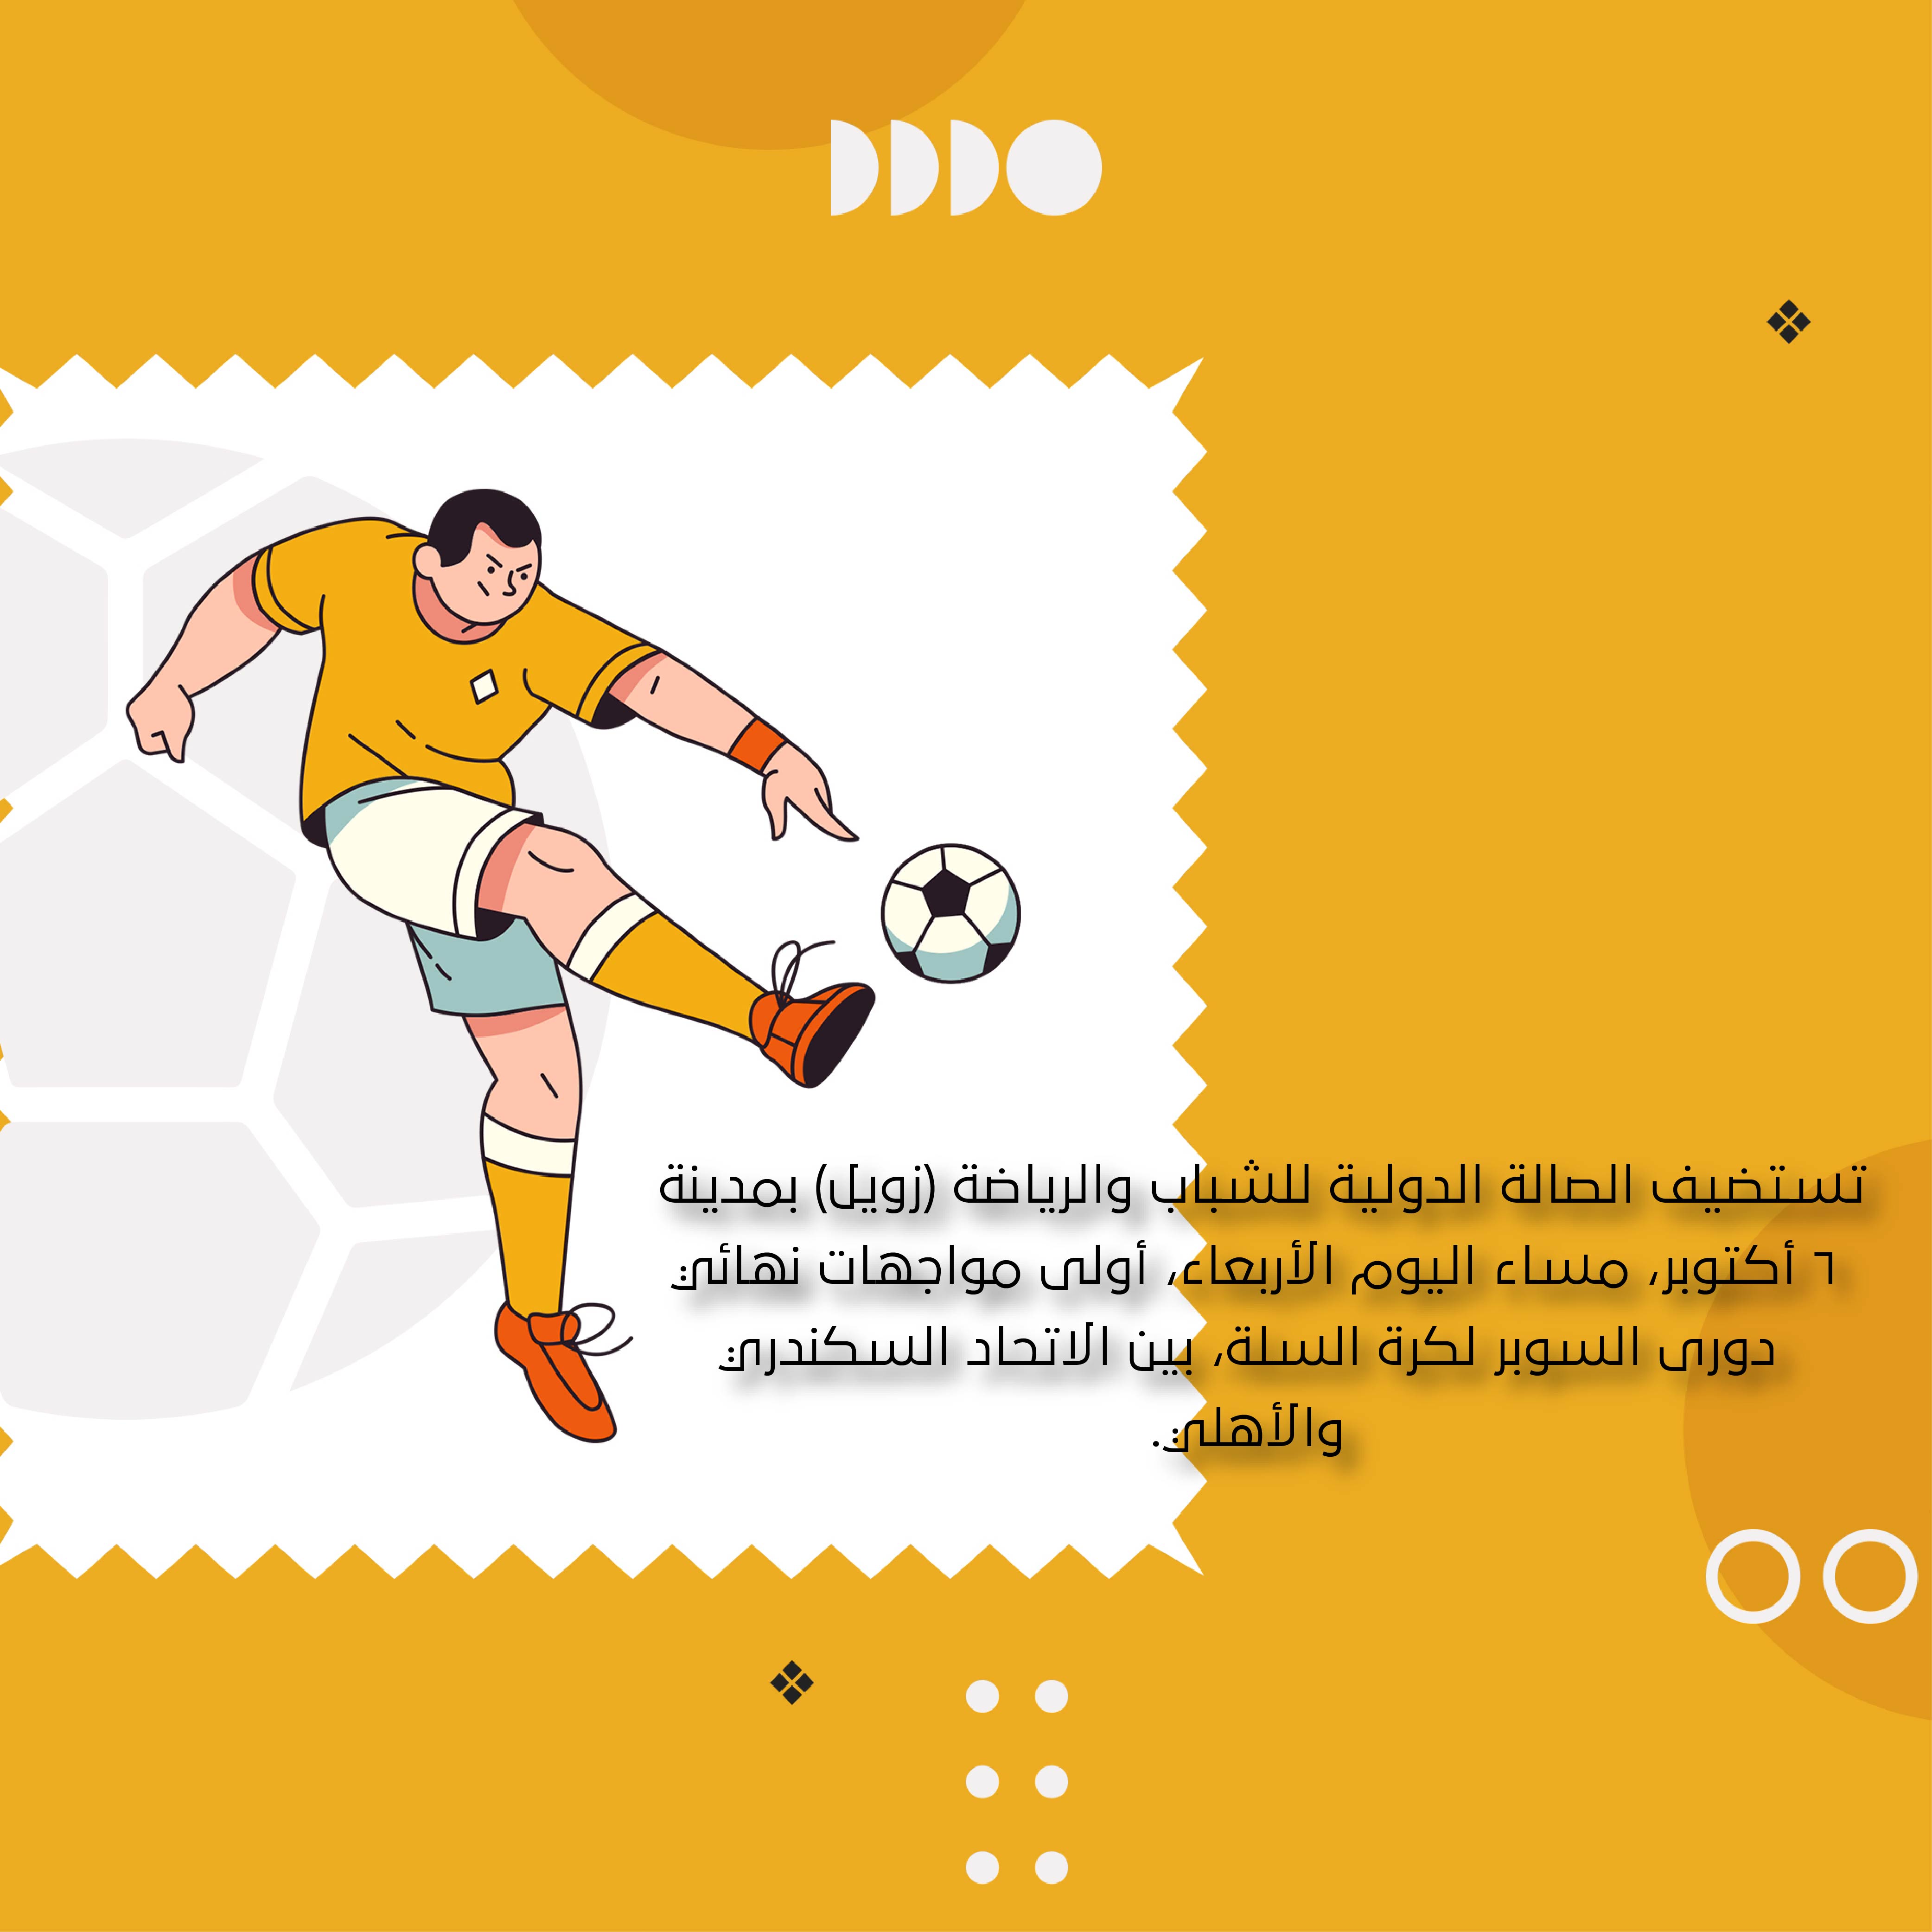 تستضيف الصالة الدولية للشباب والرياضة (زويل) بمدينة
٦ أكتوبر، مساء اليوم الأربعاء، أولى مواجهات نهائي
دورى السوبر لكرة السلة، بين الاتحاد السكندري
والأهلي.